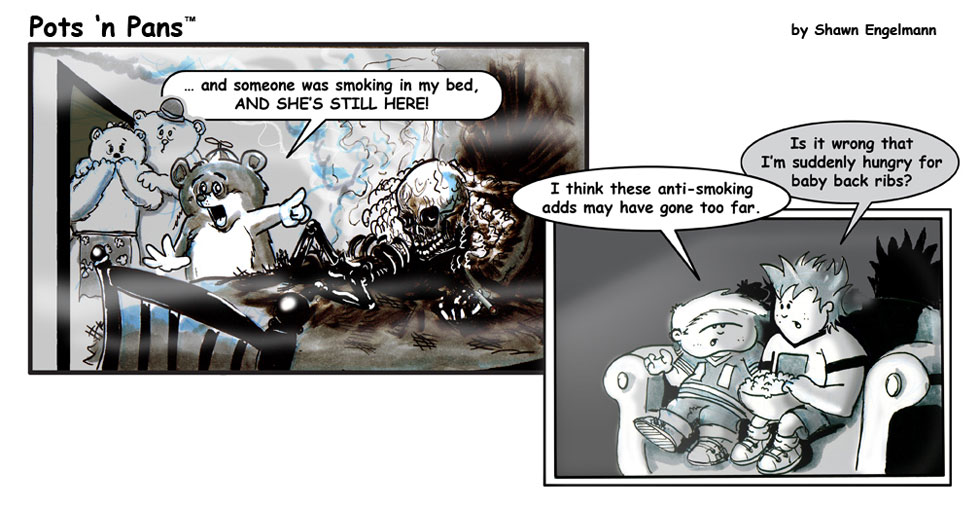 Pots 'n Pans™
by Shawn Engelmann
... and someone was smoking in my bed,
AND SHE'S STILL HERE!
I think these anti-smoking
adds may have gone too far.
Is it wrong that
I'm suddenly hungry for
baby back ribs?